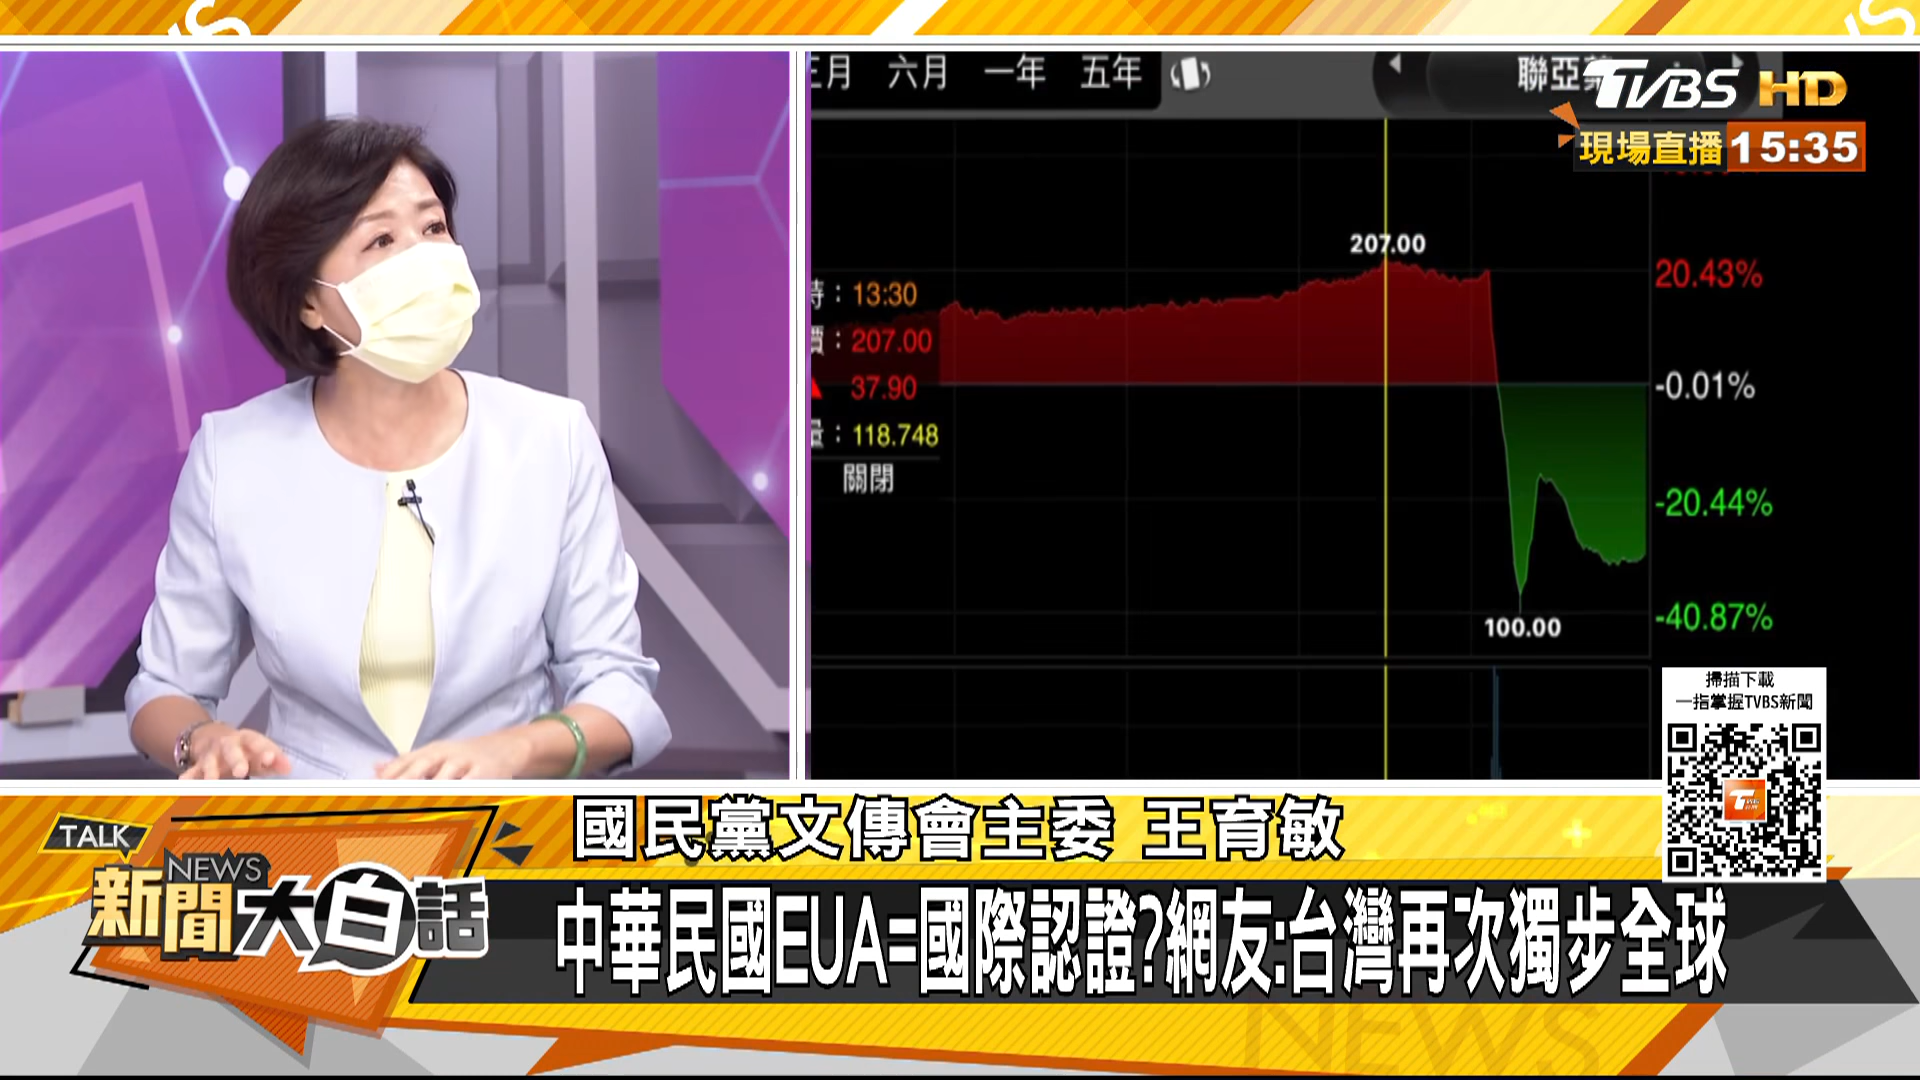 三月 六月 一年 五年
聯亞
TVBS HD
現場直播 15:35
207.00
20.43%
時：13:30
價：207.00
▲ 37.90
量：118.748
關閉
-0.01%
-20.44%
-40.87%
100.00
掃描下載
一指掌握TVBS新聞
國民黨文傳會主委 王育敏
TALK
NEWS
新聞大白話
中華民國EUA=國際認證?網友:台灣再次獨步全球
NEWS